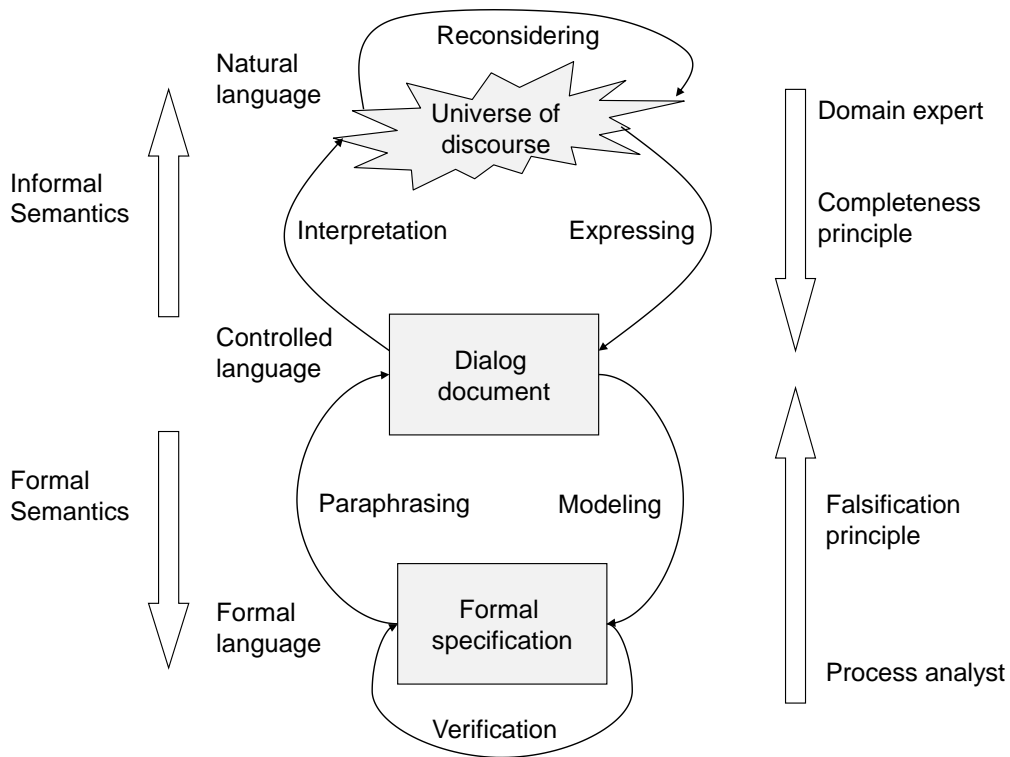 Reconsidering
Natural
language
Universe of
discourse
Domain expert
Informal
Semantics
Completeness
principle
Interpretation
Expressing
Controlled
language
Dialog
document
Formal
Semantics
Paraphrasing
Modeling
Falsification
principle
Formal
language
Formal
specification
Process analyst
Verification